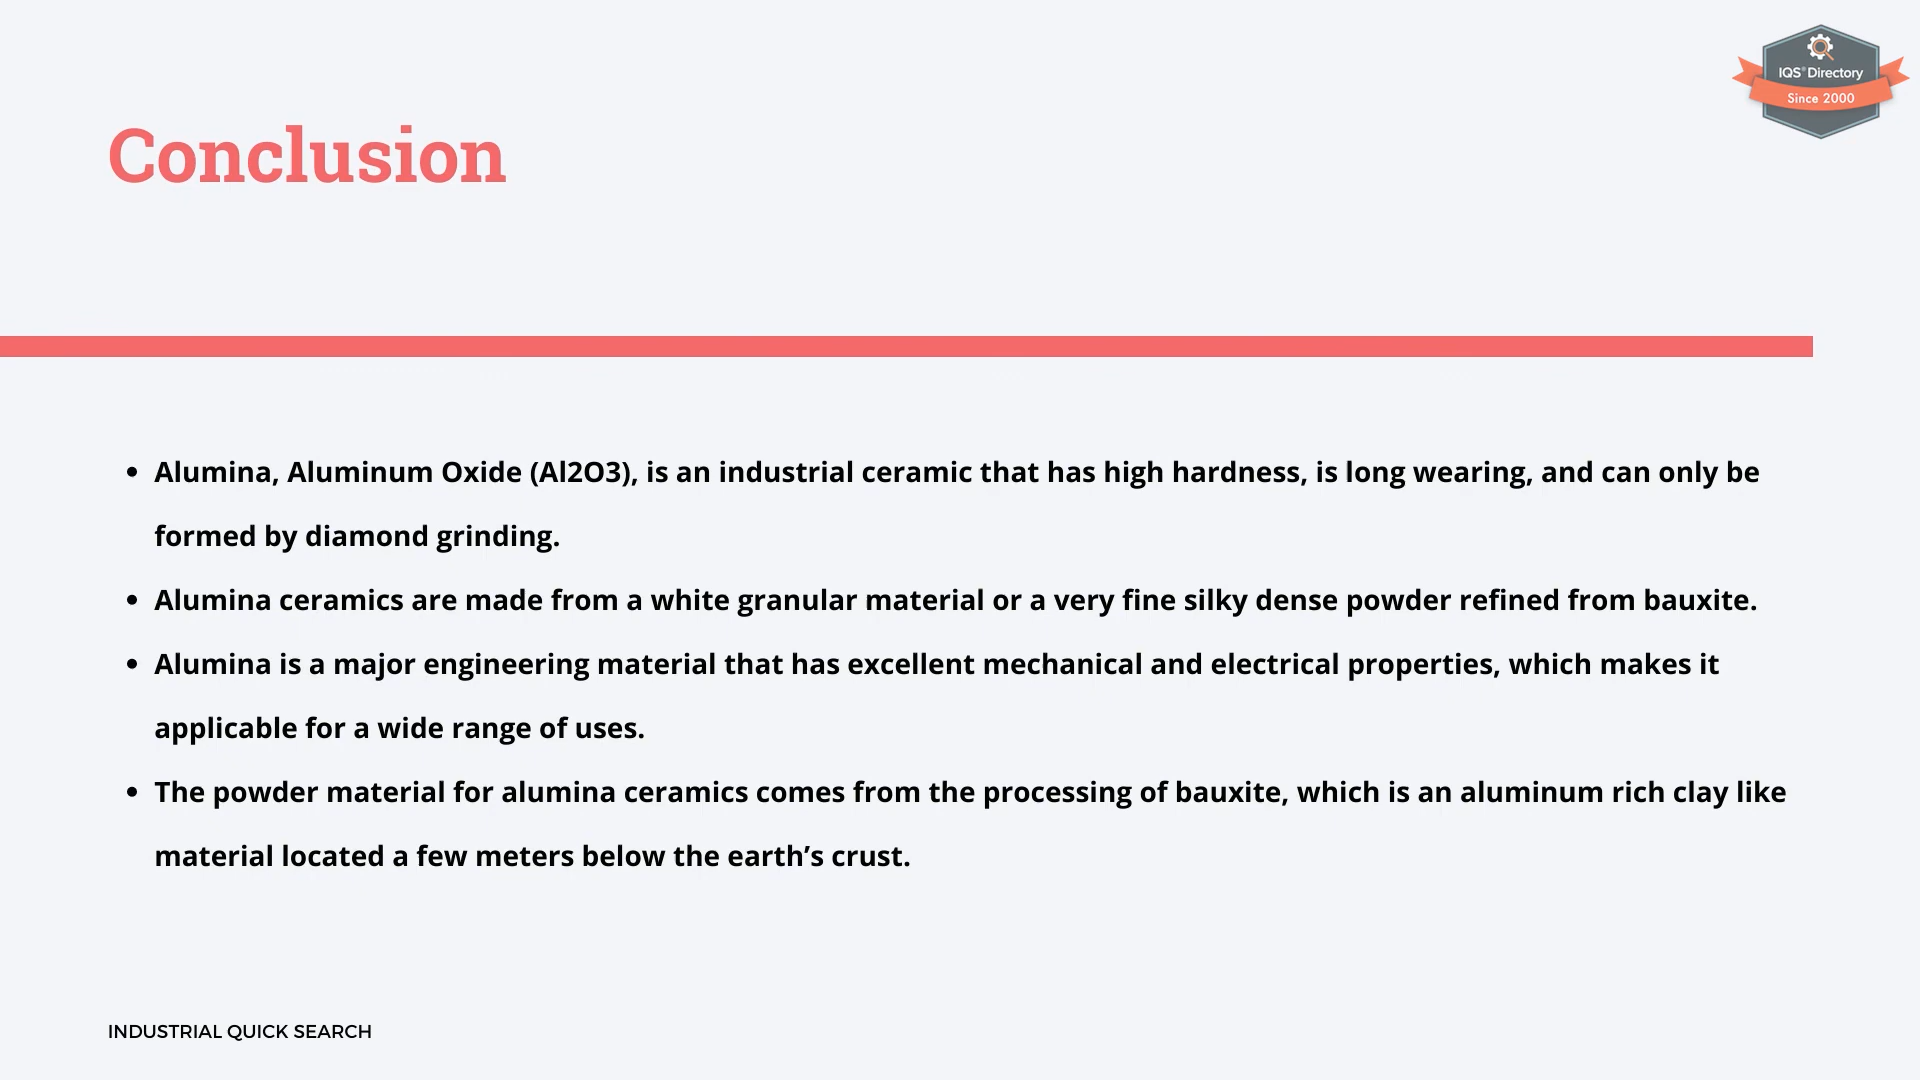 IQS® Directory
Since 2000
Conclusion
• Alumina, Aluminum Oxide (Al2O3), is an industrial ceramic that has high hardness, is long wearing, and can only be
formed by diamond grinding.
• Alumina ceramics are made from a white granular material or a very fine silky dense powder refined from bauxite.
• Alumina is a major engineering material that has excellent mechanical and electrical properties, which makes it
applicable for a wide range of uses.
• The powder material for alumina ceramics comes from the processing of bauxite, which is an aluminum rich clay like
material located a few meters below the earth’s crust.
INDUSTRIAL QUICK SEARCH